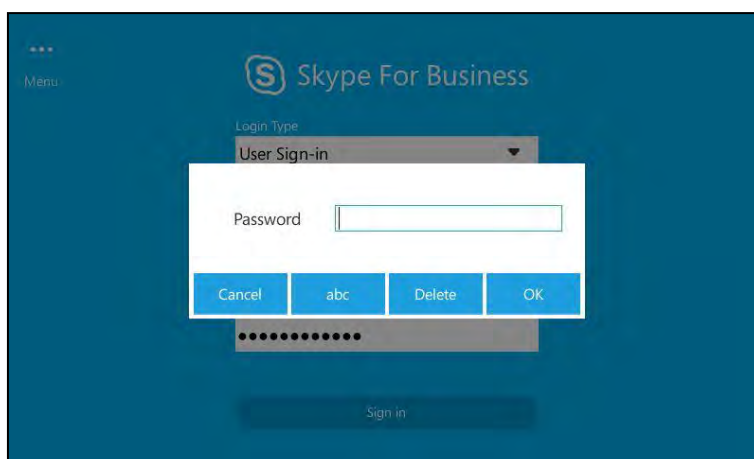 Menu
S Skype For Business
Login Type
User Sign-in
Password
Cancel abc Delete OK
••••••••••••
Sign in